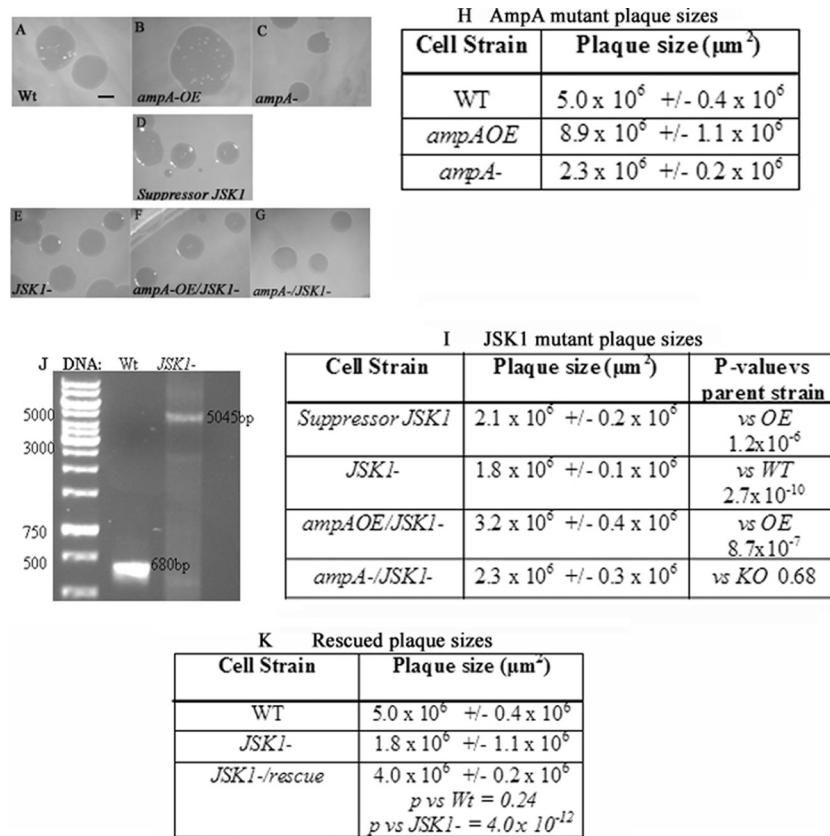 A
Wt
B
ampA-OE
C
ampA-
D
Suppressor JSK1
E
JSK1-
F
ampA-OE/JSK1-
G
ampA-/JSK1-
H AmpA mutant plaque sizes
Cell Strain Plaque size (μm²)
WT 5.0 x 10⁶ +/- 0.4 x 10⁶
ampAOE 8.9 x 10⁶ +/- 1.1 x 10⁶
ampA- 2.3 x 10⁶ +/- 0.2 x 10⁶
J DNA: Wt JSK1-
5000
3000
750
500
5045bp
680bp
I JSK1 mutant plaque sizes
Cell Strain Plaque size (μm²) P-value vs
parent strain
Suppressor JSK1 2.1 x 10⁶ +/- 0.2 x 10⁶ vs OE
1.2x10⁻⁶
JSK1- 1.8 x 10⁶ +/- 0.1 x 10⁶ vs WT
2.7x10⁻¹⁰
ampAOE/JSK1- 3.2 x 10⁶ +/- 0.4 x 10⁶ vs OE
8.7x10⁻⁷
ampA-/JSK1- 2.3 x 10⁶ +/- 0.3 x 10⁶ vs KO 0.68
K Rescued plaque sizes
Cell Strain Plaque size (μm²)
WT 5.0 x 10⁶ +/- 0.4 x 10⁶
JSK1- 1.8 x 10⁶ +/- 1.1 x 10⁶
JSK1-/rescue 4.0 x 10⁶ +/- 0.2 x 10⁶
p vs Wt = 0.24
p vs JSK1- = 4.0 x 10⁻¹²